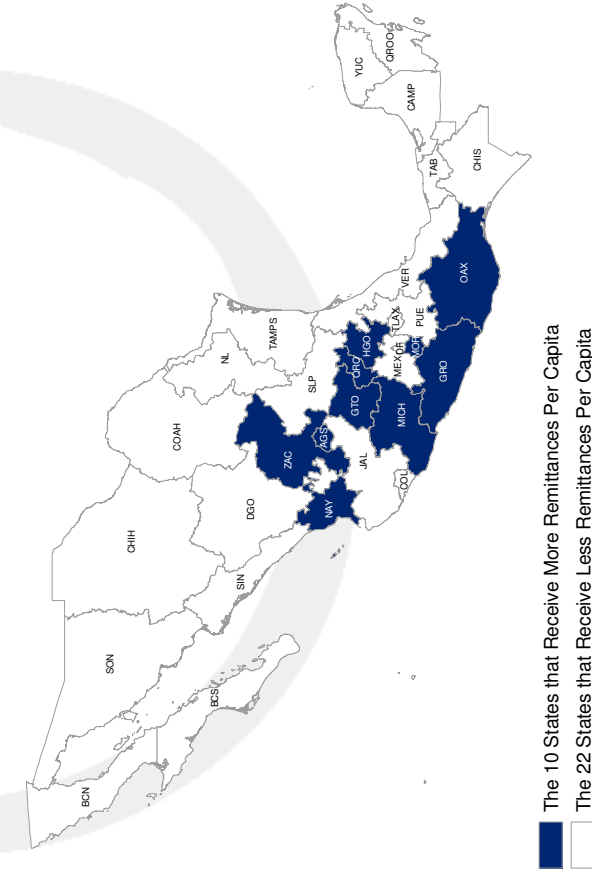 BCN
SON
CHIH
COAH
BCS
NL
SIN
DGO
TAMPS
ZAC
SLP
AGS
NAY
GTO
QRO
YUC
JAL
HGO
QROO
TLAX
MEX
DF
MICH
COL
VER
CAMP
MOR
PUE
TAB
GRO
OAX
CHIS
The 10 States that Receive More Remittances Per Capita
The 22 States that Receive Less Remittances Per Capita